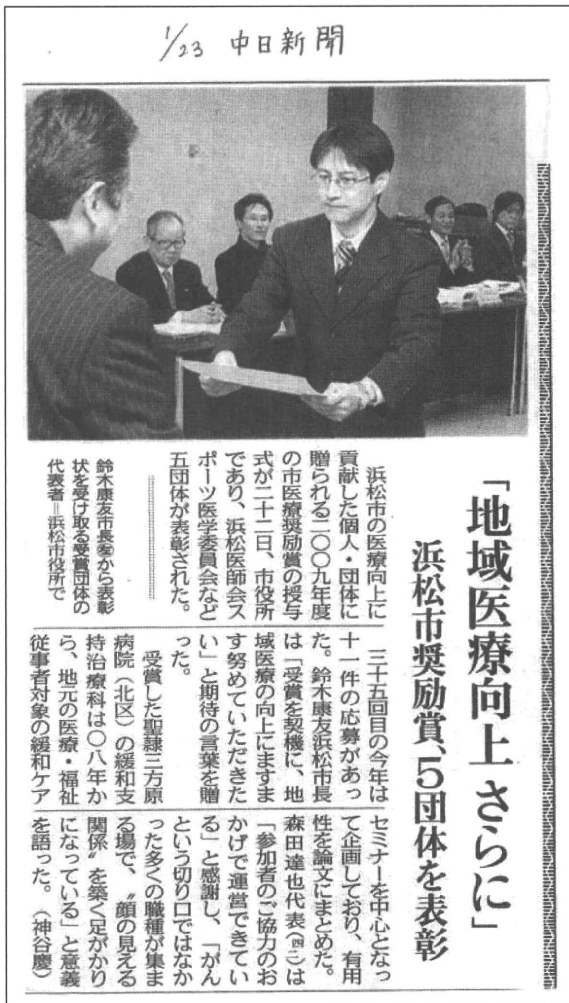 1/23 中日新聞
「地域医療向上 さらに」
浜松市奨励賞、5団体を表彰
浜松市の医療向上に
貢献した個人・団体に
贈られる二〇〇九年度
の市医療奨励賞の授与
式が二十二日、市役所
であり、浜松医師会ス
ポーツ医学委員会など
五団体が表彰された。
鈴木康友市長㊧から表彰
状を受け取る受賞団体の
代表者＝浜松市役所で
三十五回目の今年は
十一件の応募があっ
た。鈴木康友浜松市長
は「受賞を契機に、地
域医療の向上にますま
す努めていただきた
い」と期待の言葉を贈
った。
受賞した聖隷三方原
病院（北区）の緩和支
持治療科は〇八年か
ら、地元の医療・福祉
従事者対象の緩和ケア
セミナーを中心となっ
て企画しており、有用
性を論文にまとめた。
森田達也代表（四二）は
「参加者のご協力のお
かげで運営できてい
る」と感謝し、「がん
という切り口ではなか
った多くの職種が集ま
る場で、〝顔の見える
関係〟を築く足がかり
になっている」と意義
を語った。（神谷慶）